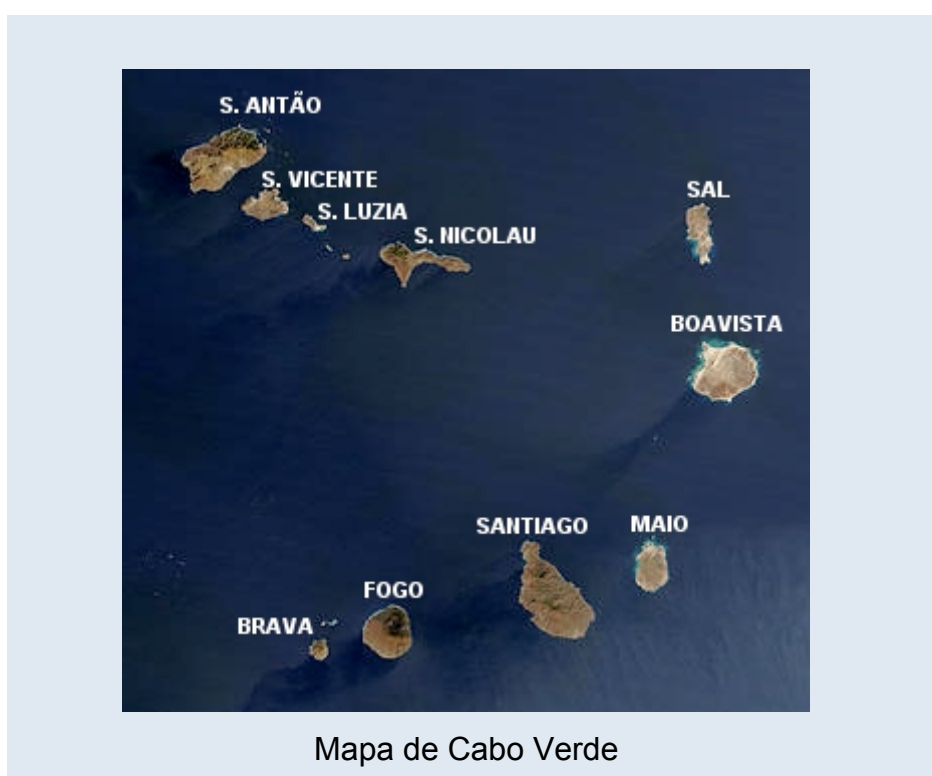 S. ANTÃO
S. VICENTE
SAL
S. LUZIA
S. NICOLAU
BOAVISTA
SANTIAGO
MAIO
FOGO
BRAVA
Mapa de Cabo Verde